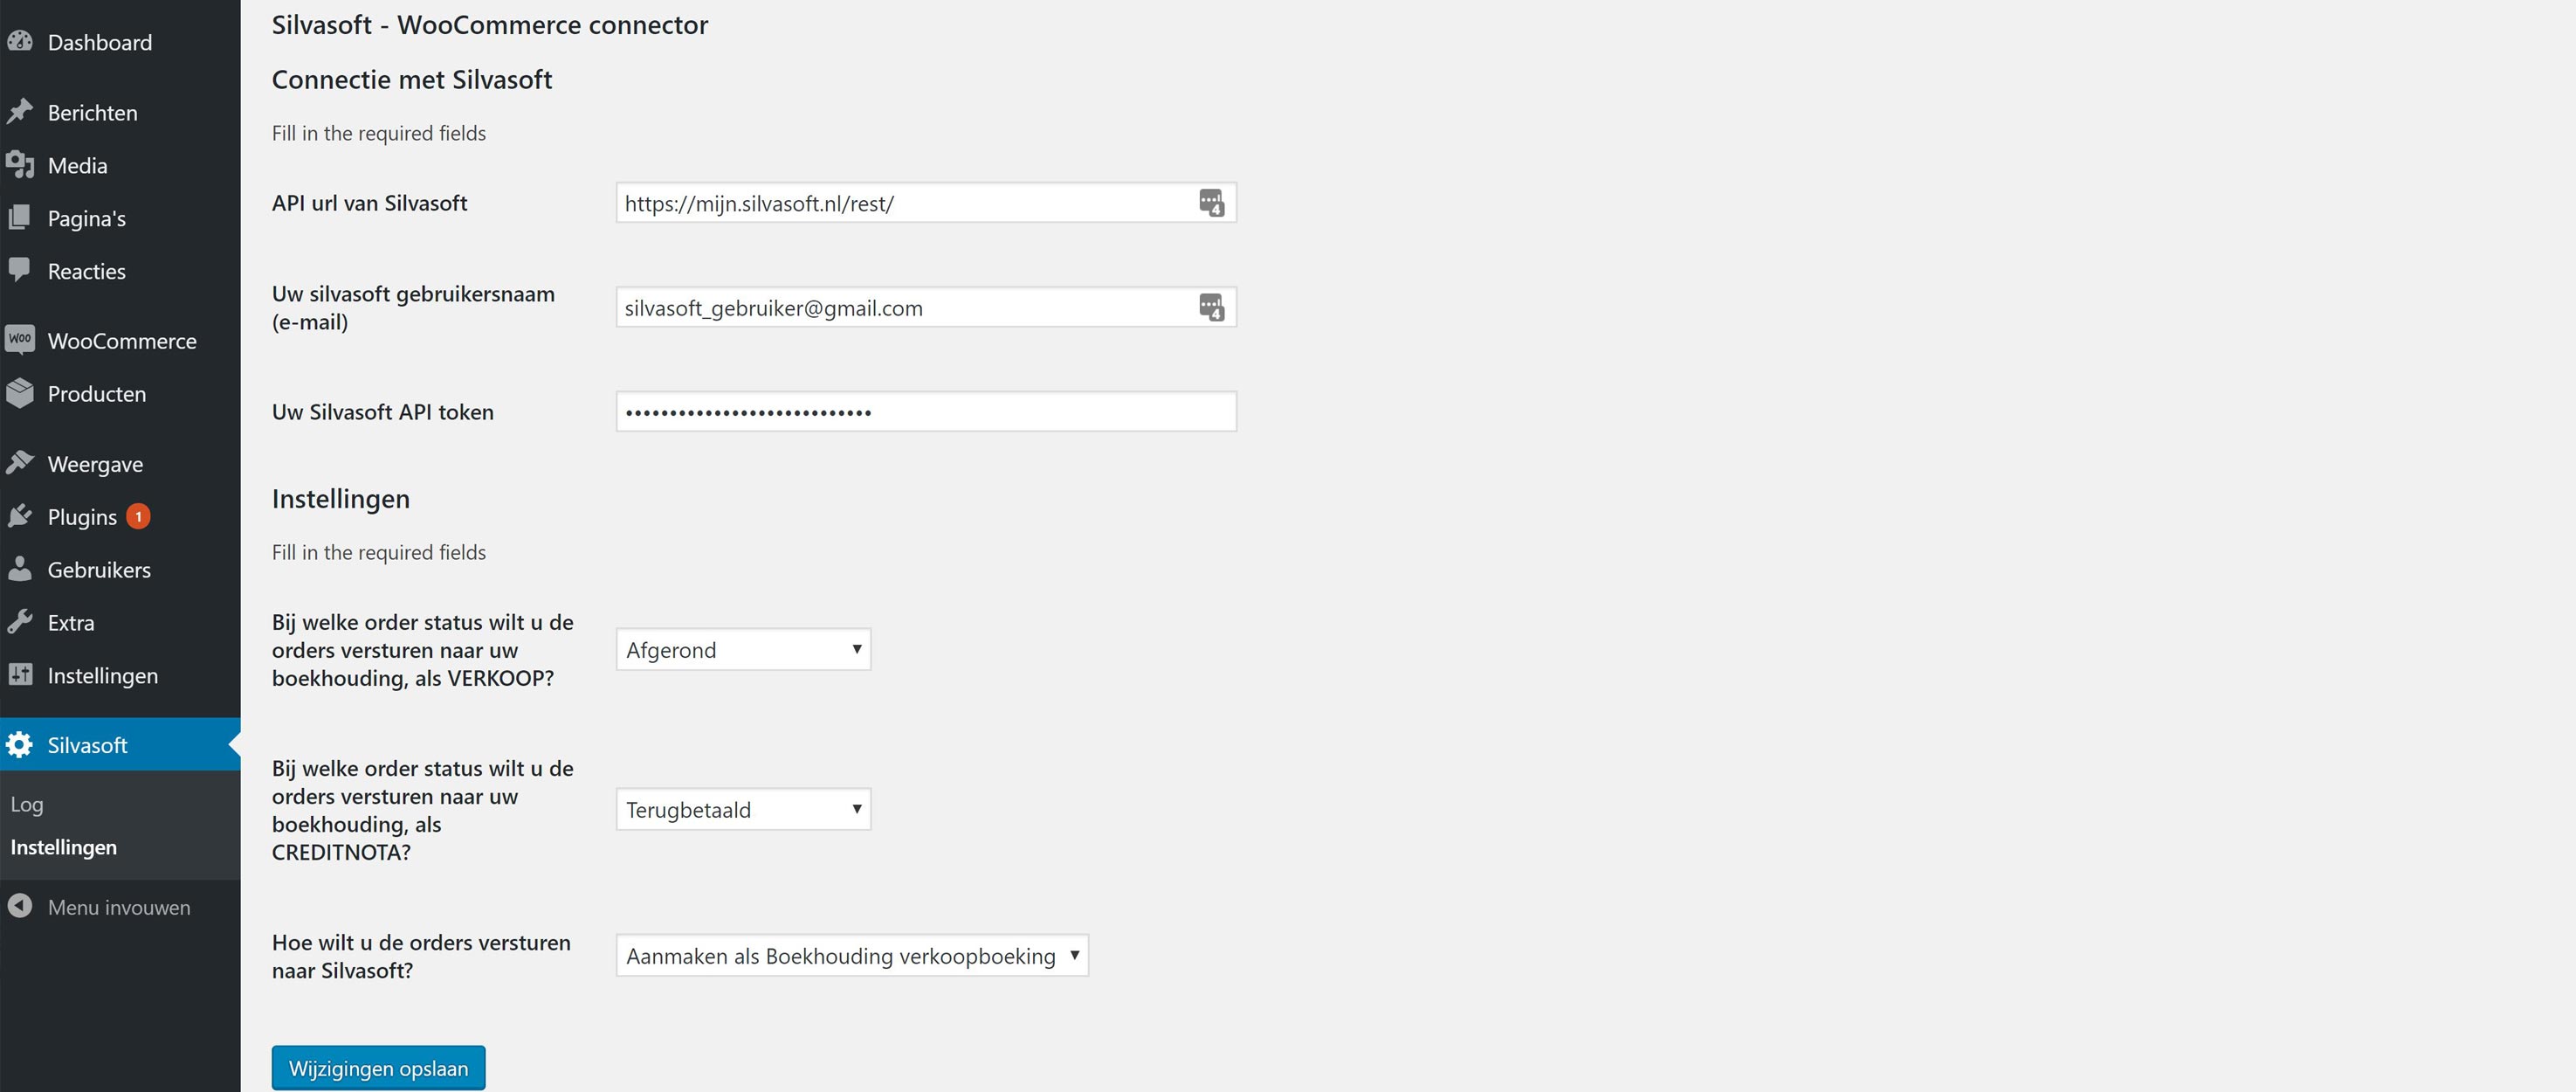 Dashboard
Berichten
Media
Pagina's
Reacties
WOO
WooCommerce
Producten
Weergave
Plugins 1
Gebruikers
Extra
Instellingen
Silvasoft
Log
Instellingen
Menu invouwen
Silvasoft - WooCommerce connector
Connectie met Silvasoft
Fill in the required fields
API url van Silvasoft
https://mijn.silvasoft.nl/rest/
4
Uw silvasoft gebruikersnaam
(e-mail)
silvasoft_gebruiker@gmail.com
4
Uw Silvasoft API token
••••••••••••••••••••••••••••
Instellingen
Fill in the required fields
Bij welke order status wilt u de
orders versturen naar uw
boekhouding, als VERKOOP?
Afgerond
Bij welke order status wilt u de
orders versturen naar uw
boekhouding, als
CREDITNOTA?
Terugbetaald
Hoe wilt u de orders versturen
naar Silvasoft?
Aanmaken als Boekhouding verkoopboeking
Wijzigingen opslaan